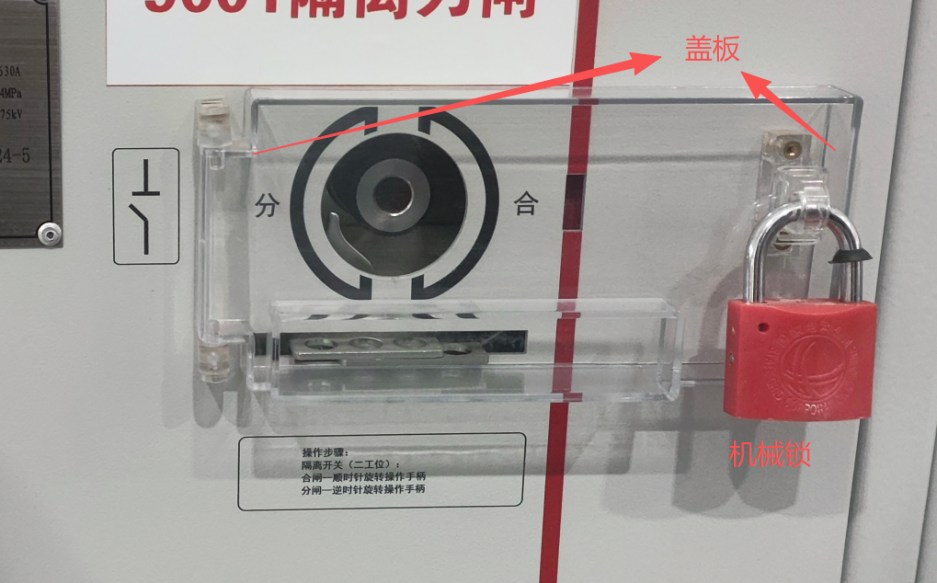 隔离刀闸
盖板
630A
4MPa
75kV
24-5
分
合
机械锁
操作步骤:
隔离开关(二工位):
合闸—顺时针旋转操作手柄
分闸—逆时针旋转操作手柄